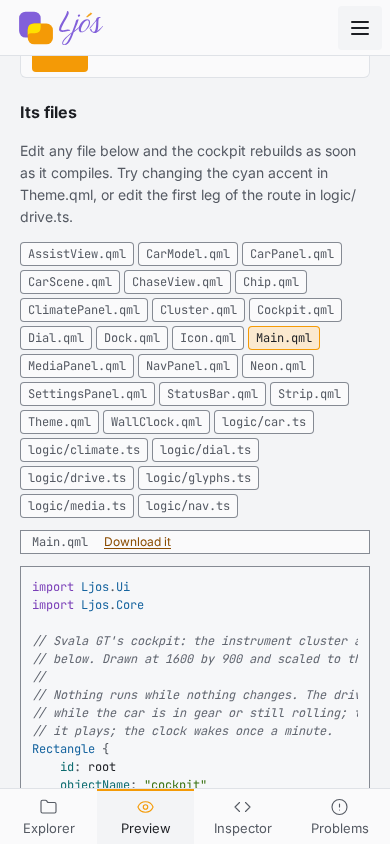 Ljós
Its files
Edit any file below and the cockpit rebuilds as soon
as it compiles. Try changing the cyan accent in
Theme.qml, or edit the first leg of the route in logic/
drive.ts.
AssistView.qml CarModel.qml CarPanel.qml
CarScene.qml ChaseView.qml Chip.qml
ClimatePanel.qml Cluster.qml Cockpit.qml
Dial.qml Dock.qml Icon.qml Main.qml
MediaPanel.qml NavPanel.qml Neon.qml
SettingsPanel.qml StatusBar.qml Strip.qml
Theme.qml WallClock.qml logic/car.ts
logic/climate.ts logic/dial.ts
logic/drive.ts logic/glyphs.ts
logic/media.ts logic/nav.ts
Main.qml Download it
import Ljos.Ui
import Ljos.Core
// Svala GT's cockpit: the instrument cluster
// below. Drawn at 1600 by 900 and scaled to
//
// Nothing runs while nothing changes. The
// while the car is in gear or still rolling;
// it plays; the clock wakes once a minute.
Rectangle {
id: root
objectName: "cockpit"
Explorer Preview Inspector Problems